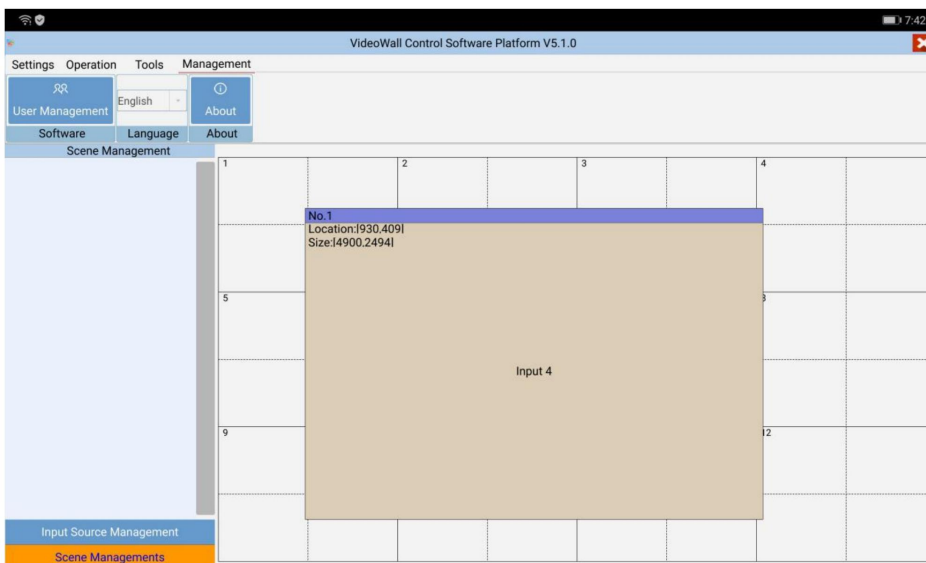 7:42
VideoWall Control Software Platform V5.1.0
Settings Operation Tools Management
User Management
English
About
Software Language About
Scene Management
1 2 3 4
No.1
Location:|930,409|
Size:|4900,2494|
5
Input 4
9
12
Input Source Management
Scene Managements